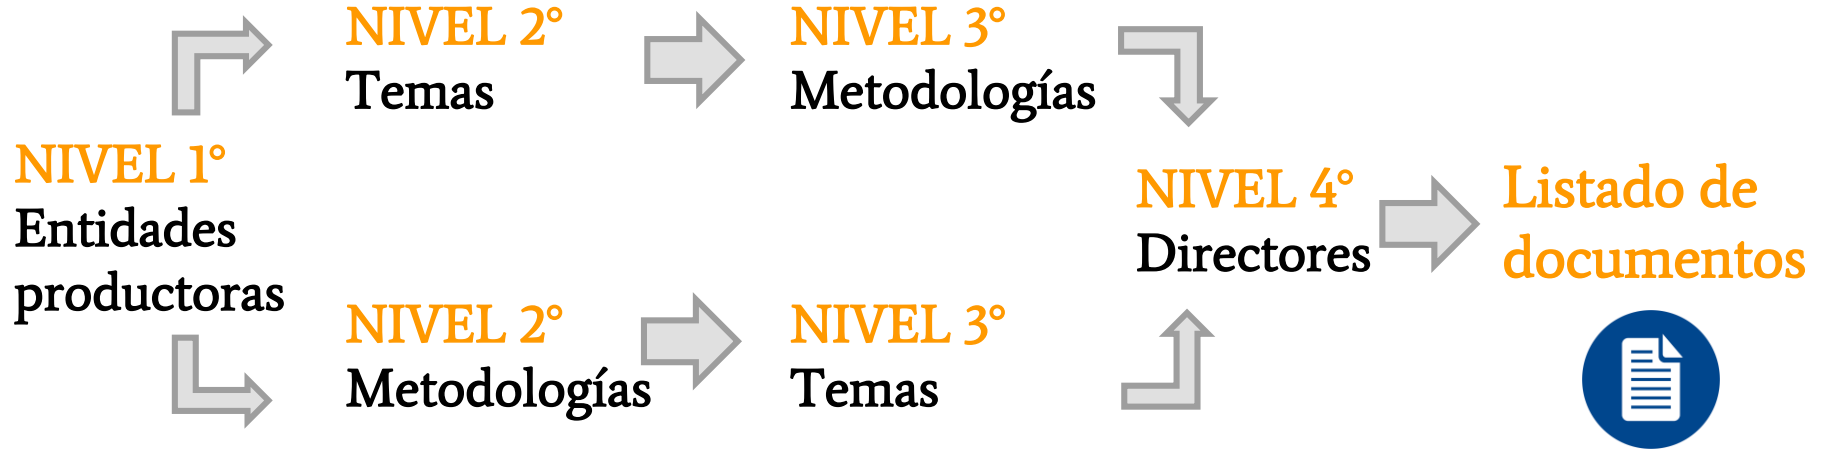 NIVEL 1°
Entidades
productoras
NIVEL 2°
Temas
NIVEL 3°
Metodologías
NIVEL 2°
Metodologías
NIVEL 3°
Temas
NIVEL 4°
Directores
Listado de
documentos